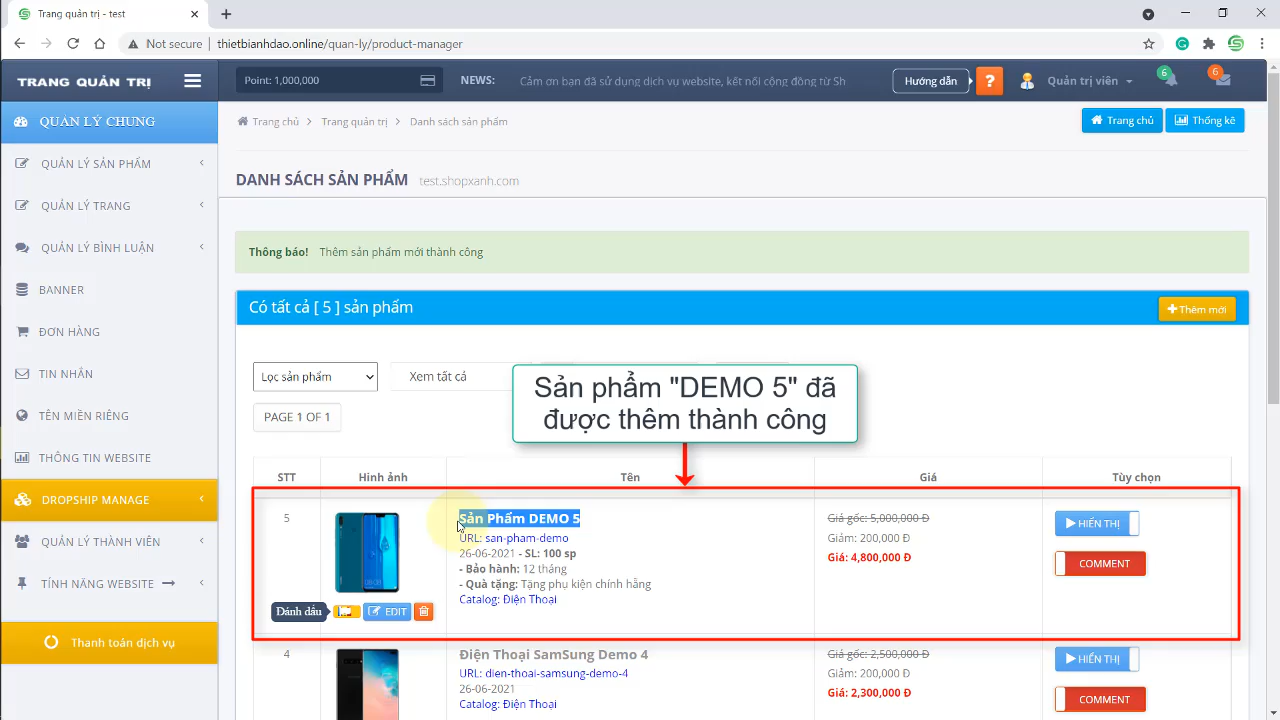 Trang quản trị - test
Not secure
thietbianhdao.online/quan-ly/product-manager
TRANG QUẢN TRỊ
Point: 1,000,000
NEWS:
Cảm ơn bạn đã sử dụng dịch vụ website, kết nối cộng đồng từ Sh
Hướng dẫn
?
Quản trị viên
6
6
QUẢN LÝ CHUNG
QUẢN LÝ SẢN PHẨM
QUẢN LÝ TRANG
QUẢN LÝ BÌNH LUẬN
BANNER
ĐƠN HÀNG
TIN NHẮN
TÊN MIỀN RIÊNG
THÔNG TIN WEBSITE
DROPSHIP MANAGE
QUẢN LÝ THÀNH VIÊN
TÍNH NĂNG WEBSITE
Thanh toán dịch vụ
Trang chủ
Trang quản trị
Danh sách sản phẩm
Trang chủ
Thống kê
DANH SÁCH SẢN PHẨM
test.shopxanh.com
Thông báo! Thêm sản phẩm mới thành công
Có tất cả [ 5 ] sản phẩm
Thêm mới
Lọc sản phẩm
Xem tất cả
PAGE 1 OF 1
Sản phẩm "DEMO 5" đã
được thêm thành công
STT
Hình ảnh
Tên
Giá
Tùy chọn
5
Đánh dấu
EDIT
Sản Phẩm DEMO 5
URL: san-pham-demo
26-06-2021 - SL: 100 sp
- Bảo hành: 12 tháng
- Quà tặng: Tặng phụ kiện chính hãng
Catalog: Điện Thoại
Giá gốc: 5,000,000 Đ
Giảm: 200,000 Đ
Giá: 4,800,000 Đ
HIỂN THỊ
COMMENT
4
Điện Thoại SamSung Demo 4
URL: dien-thoai-samsung-demo-4
26-06-2021
Catalog: Điện Thoại
Giá gốc: 2,500,000 Đ
Giảm: 200,000 Đ
Giá: 2,300,000 Đ
HIỂN THỊ
COMMENT